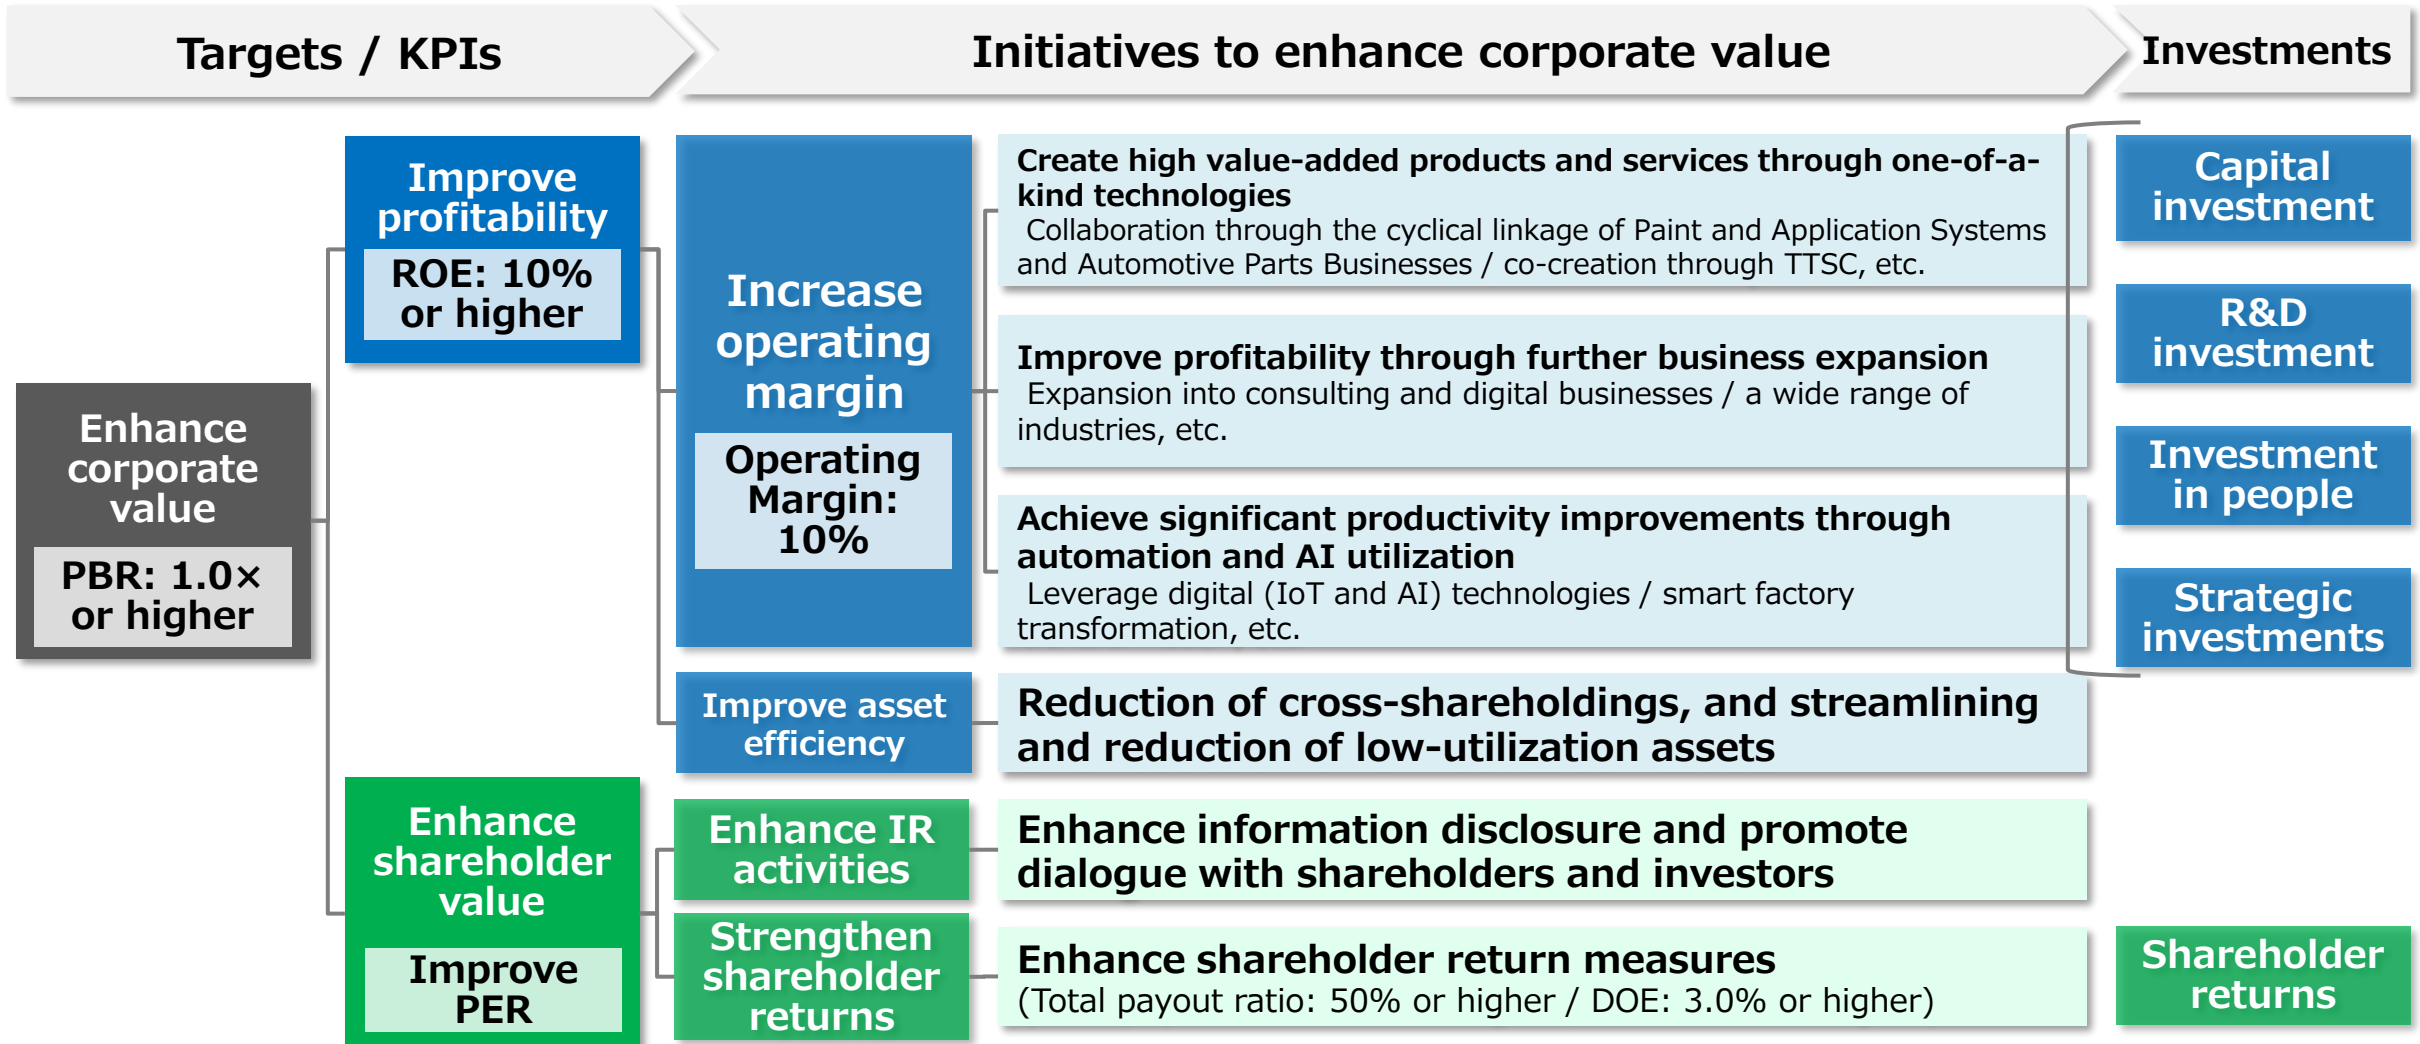 Targets / KPIs
Initiatives to enhance corporate value
Investments
Enhance
corporate
value
PBR: 1.0×
or higher
Improve
profitability
ROE: 10%
or higher
Increase
operating
margin
Operating
Margin:
10%
Create high value-added products and services through one-of-a-
kind technologies
Collaboration through the cyclical linkage of Paint and Application Systems
and Automotive Parts Businesses / co-creation through TTSC, etc.
Improve profitability through further business expansion
Expansion into consulting and digital businesses / a wide range of
industries, etc.
Achieve significant productivity improvements through
automation and AI utilization
Leverage digital (IoT and AI) technologies / smart factory
transformation, etc.
Improve asset
efficiency
Reduction of cross-shareholdings, and streamlining
and reduction of low-utilization assets
Capital
investment
R&D
investment
Investment
in people
Strategic
investments
Enhance
shareholder
value
Improve
PER
Enhance IR
activities
Enhance information disclosure and promote
dialogue with shareholders and investors
Strengthen
shareholder
returns
Enhance shareholder return measures
(Total payout ratio: 50% or higher / DOE: 3.0% or higher)
Shareholder
returns